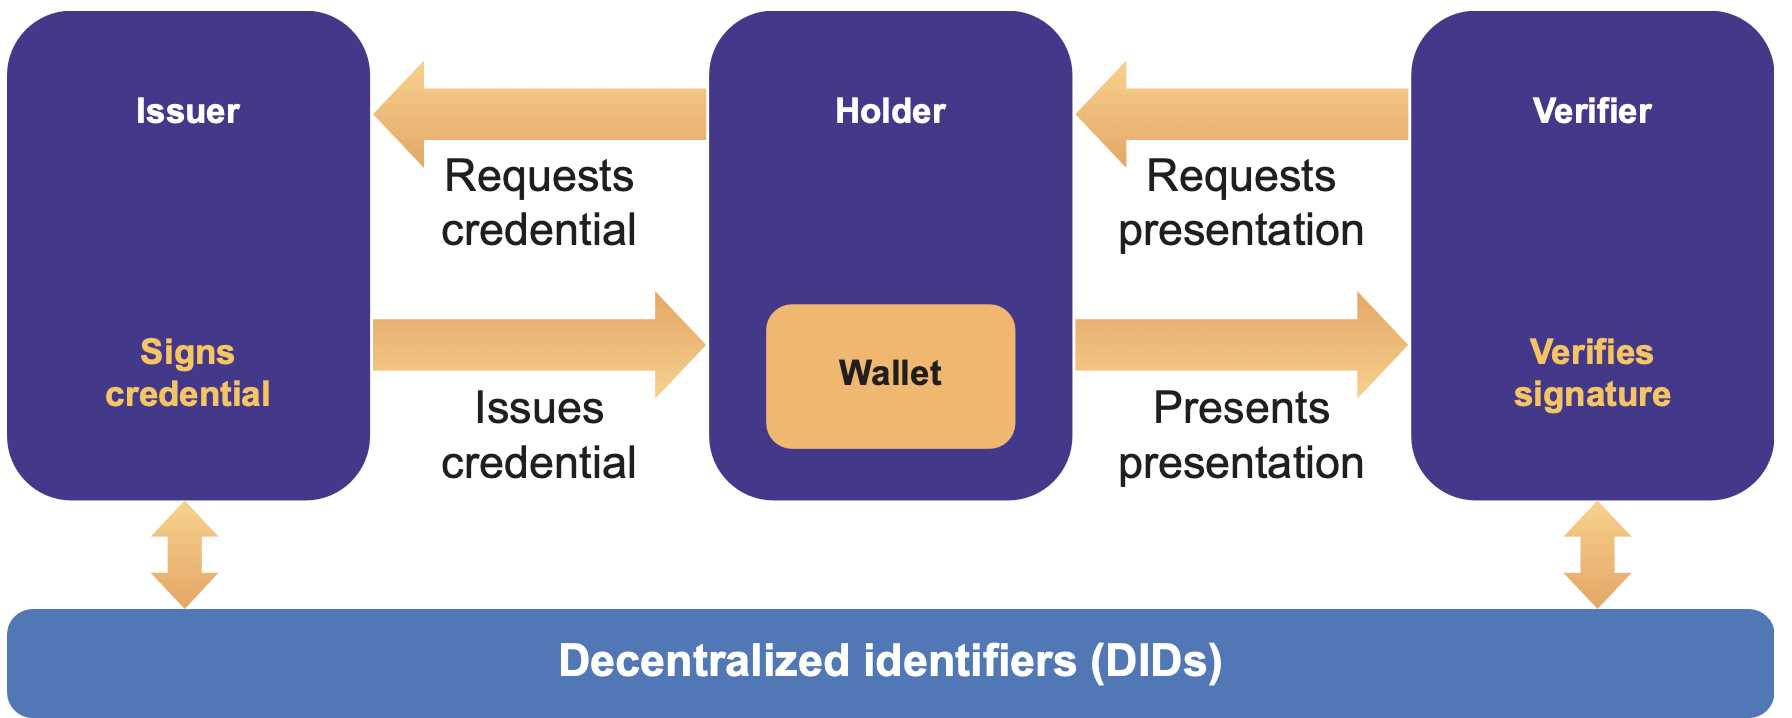 Issuer
Holder
Verifier
Requests
credential
Requests
presentation
Signs
credential
Issues
credential
Wallet
Presents
presentation
Verifies
signature
Decentralized identifiers (DIDs)